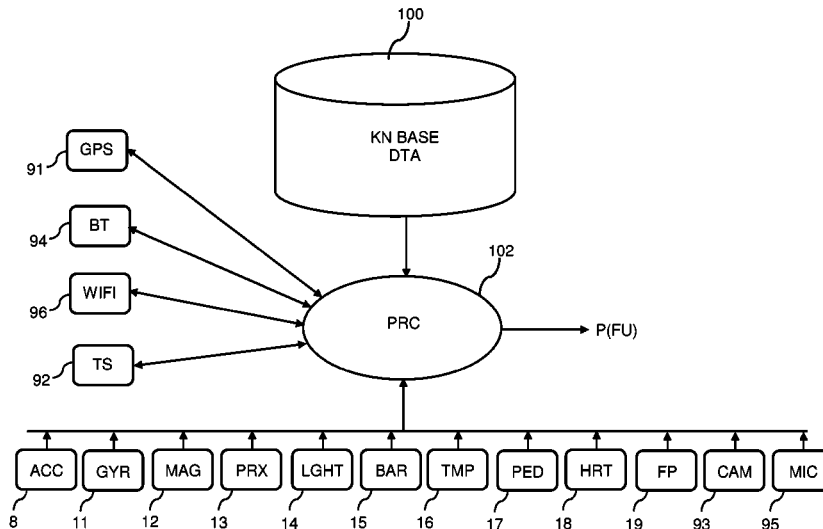 100
KN BASE
DTA
GPS
91
BT
94
102
WIFI
96
PRC
P(FU)
TS
92
ACC GYR MAG PRX LGHT BAR TMP PED HRT FP CAM MIC
8 11 12 13 14 15 16 17 18 19 93 95